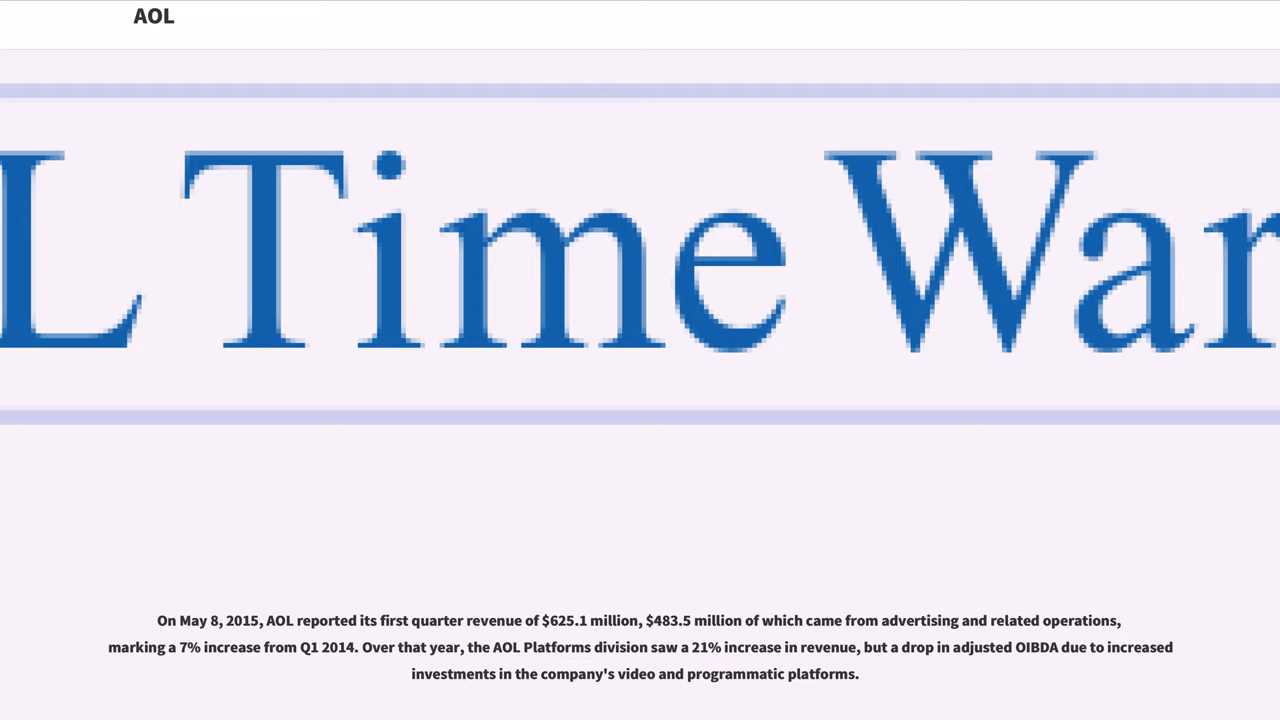 AOL
L Time War
On May 8, 2015, AOL reported its first quarter revenue of $625.1 million, $483.5 million of which came from advertising and related operations,
marking a 7% increase from Q1 2014. Over that year, the AOL Platforms division saw a 21% increase in revenue, but a drop in adjusted OIBDA due to increased
investments in the company's video and programmatic platforms.